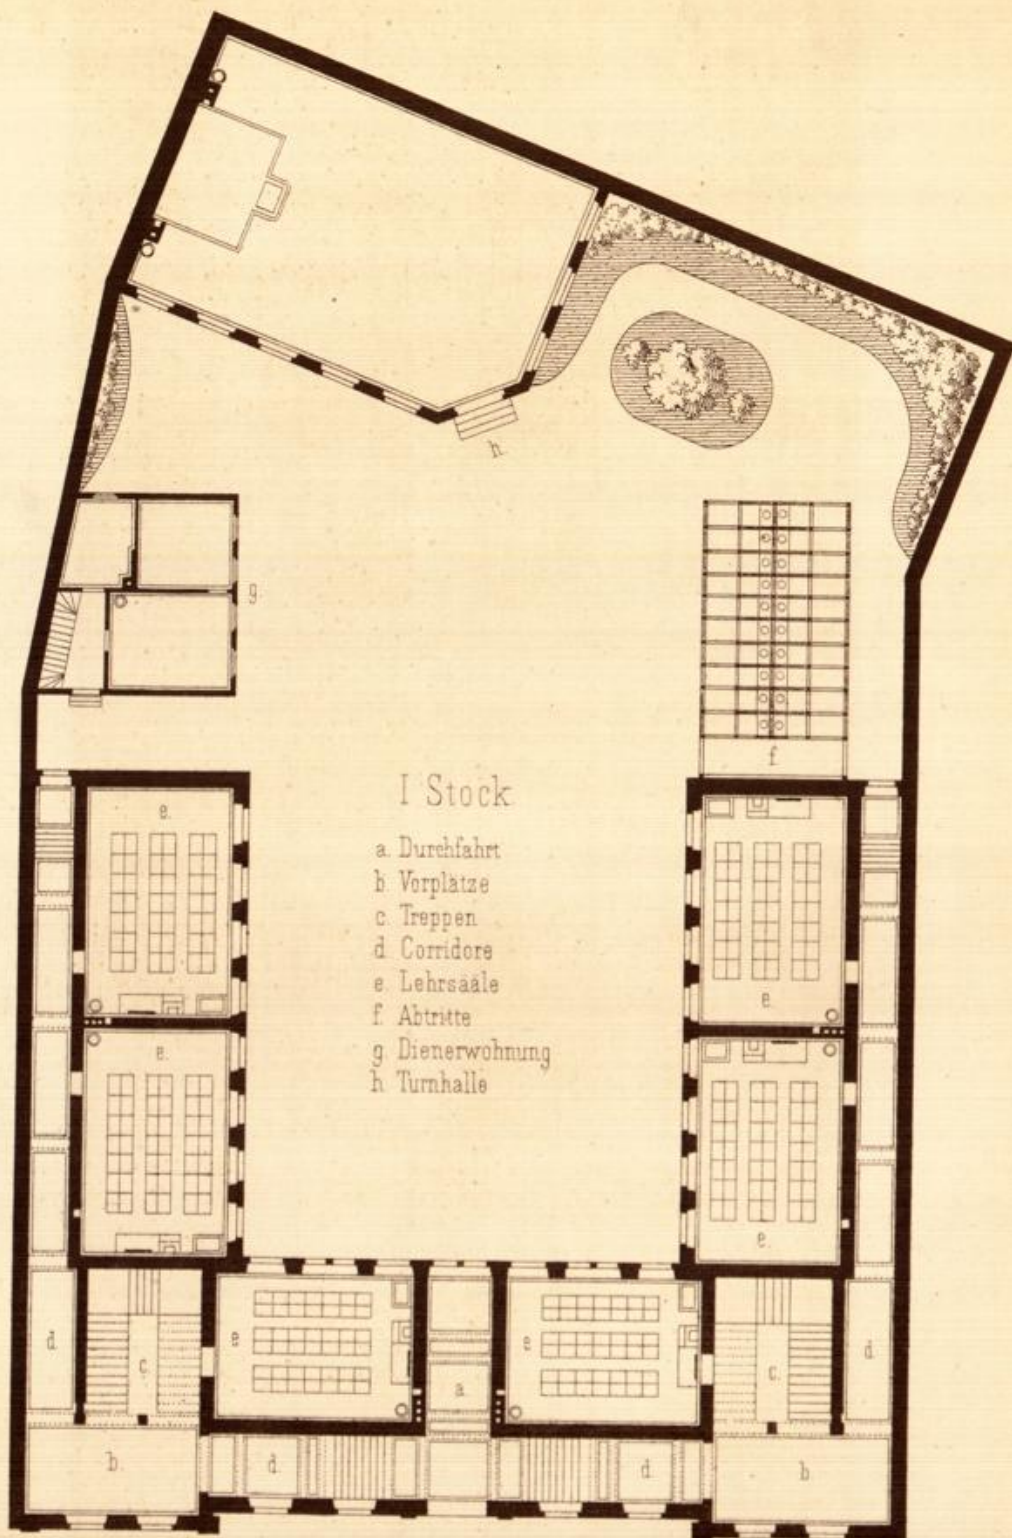 h.
g.
f.
I Stock.
a. Durchfahrt
b. Vorplätze
c. Treppen
d. Corridore
e. Lehrsääle
f. Abtritte
g. Dienerwohnung
h. Turnhalle
e.
e.
e.
e.
d.
c.
e.
a.
e.
c.
d.
b.
d.
d.
b.